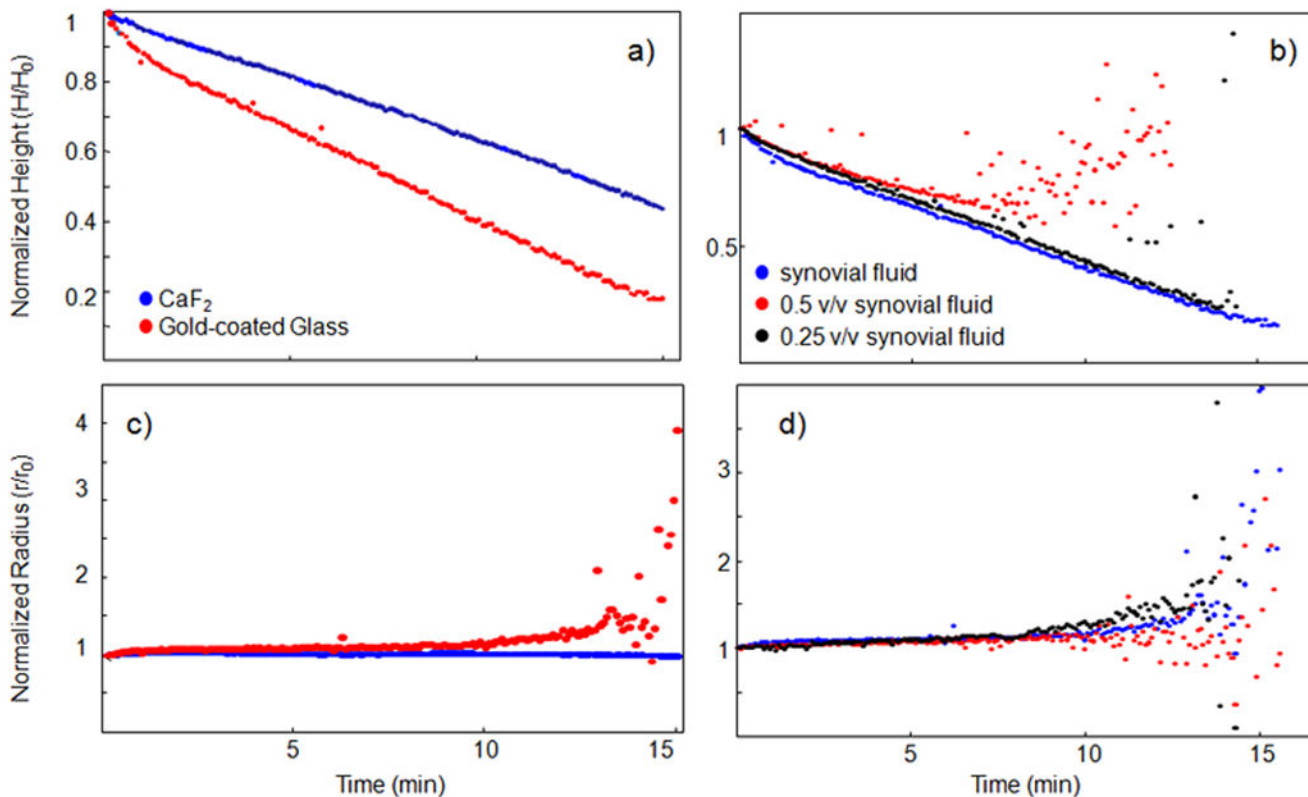 a)
Normalized Height (H/H₀)
1
0.8
0.6
0.4
0.2
CaF₂
Gold-coated Glass
b)
1
0.5
synovial fluid
0.5 v/v synovial fluid
0.25 v/v synovial fluid
c)
Normalized Radius (r/r₀)
4
3
2
1
5
10
15
Time (min)
d)
3
2
1
5
10
15
Time (min)